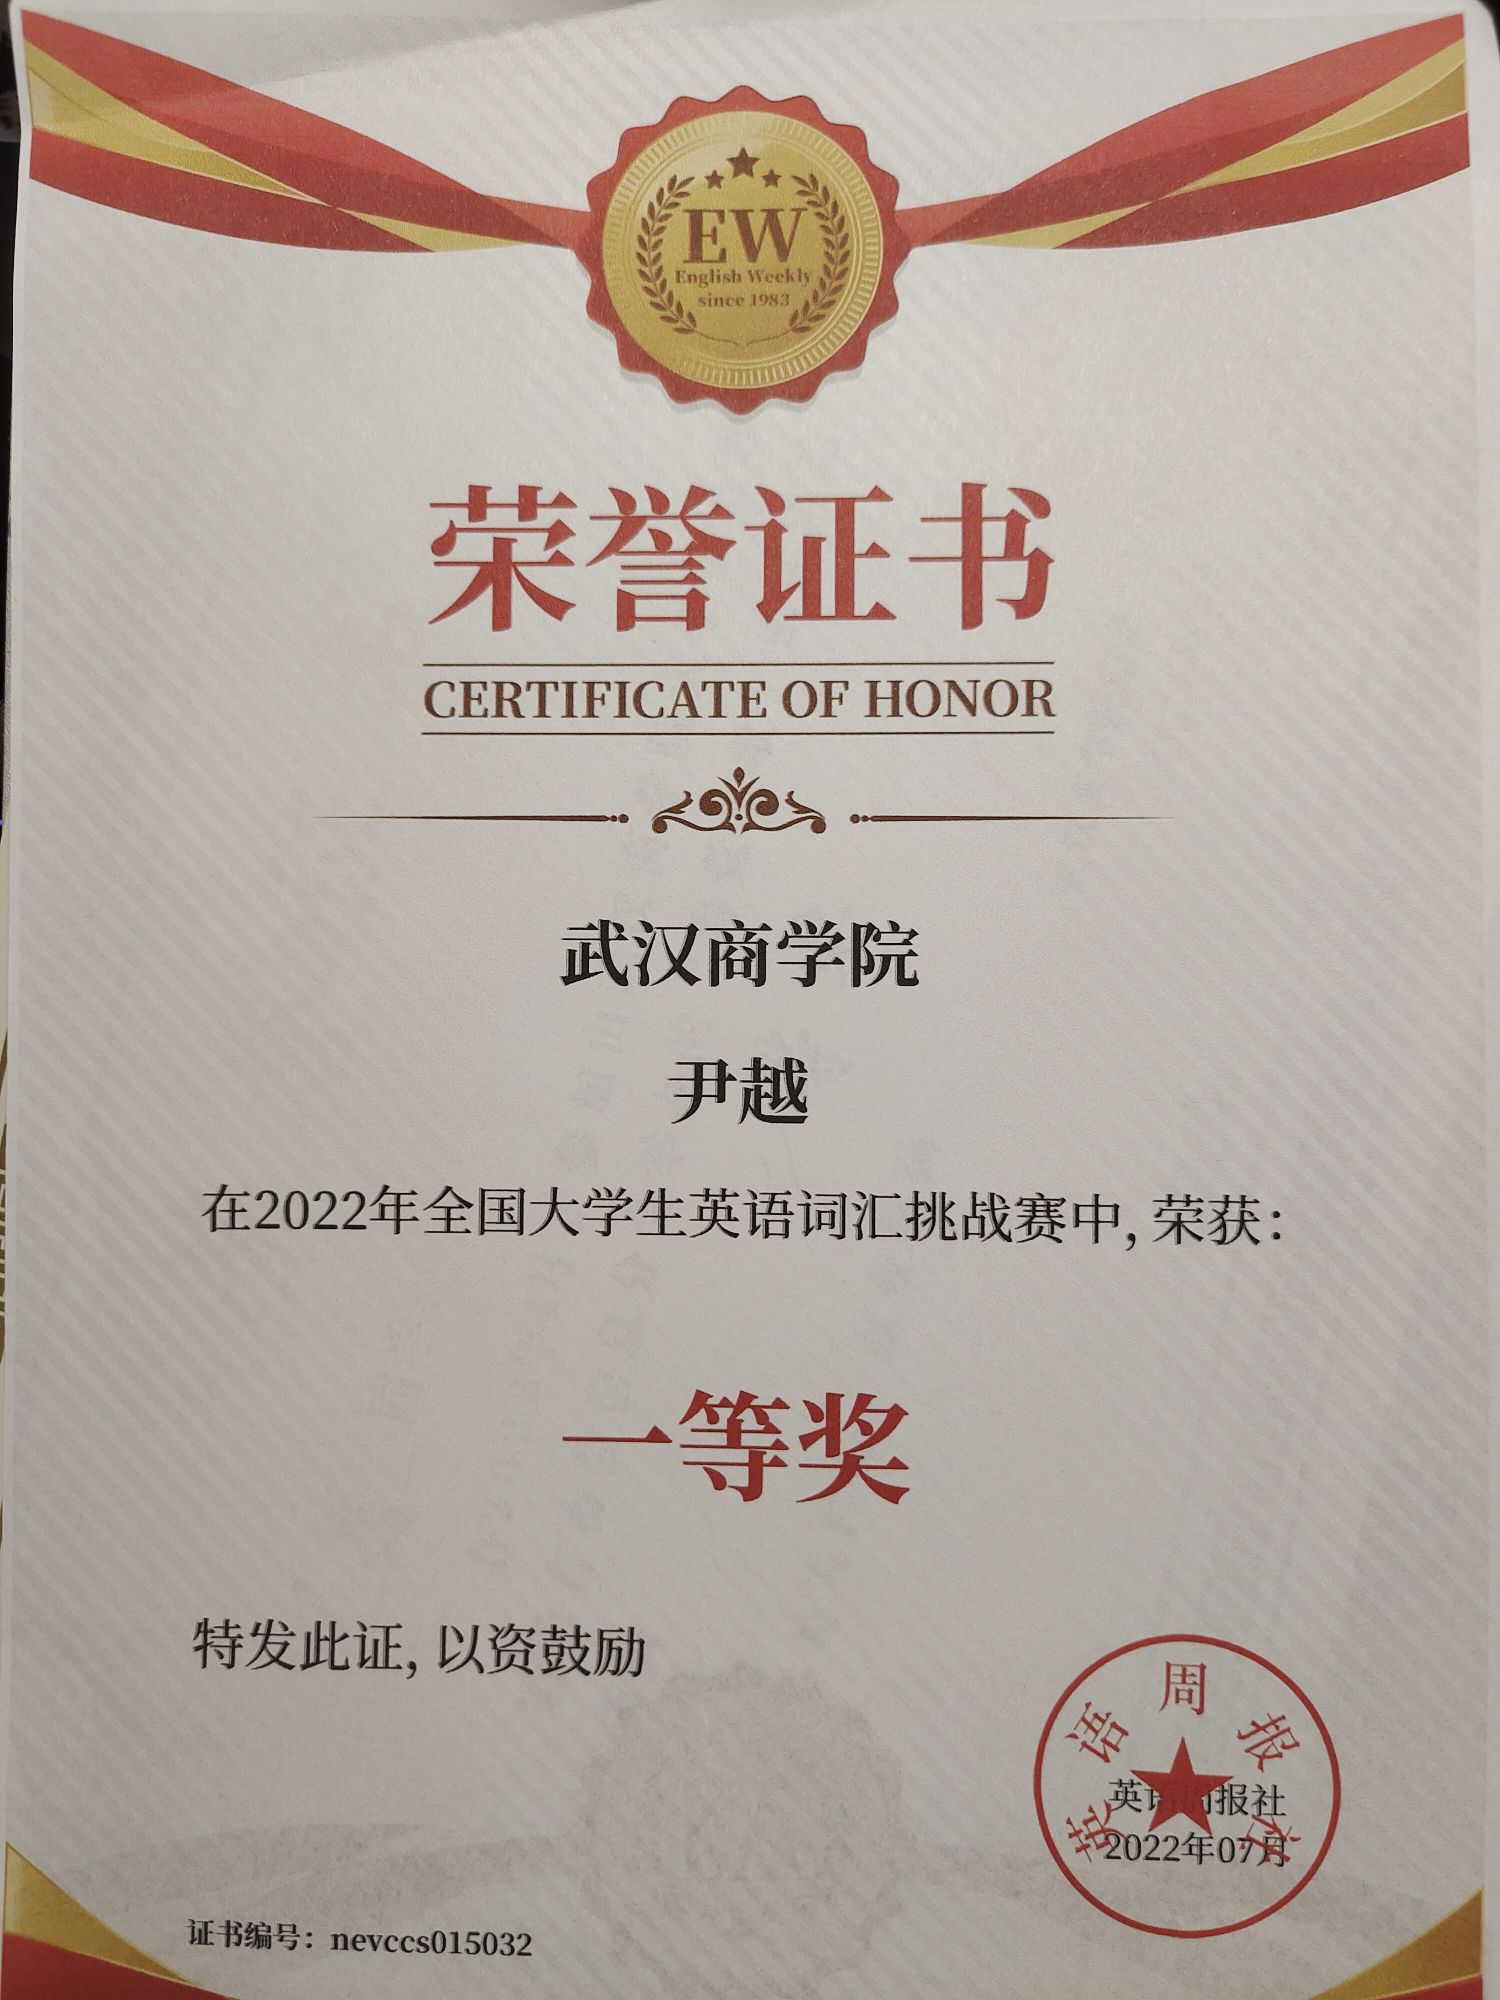 EW
English Weekly
since 1983
荣誉证书
CERTIFICATE OF HONOR
武汉商学院
尹越
在2022年全国大学生英语词汇挑战赛中, 荣获:
一等奖
特发此证, 以资鼓励
英语周报社
英语周报社
2022年07月
证书编号: nevccs015032